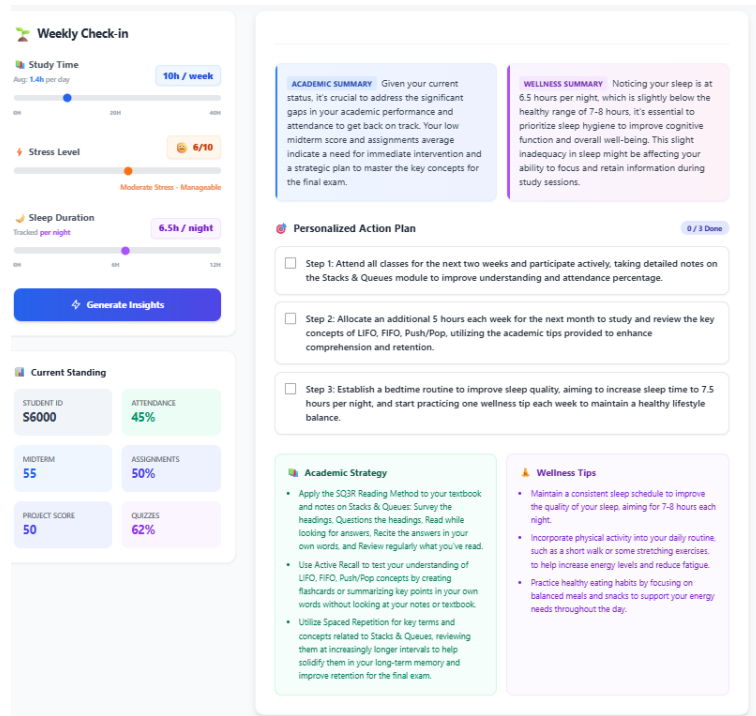 Weekly Check-in
Study Time
Avg: 1.4h per day
10h / week
0H
20H
40H
Stress Level
6/10
Moderate Stress - Manageable
Sleep Duration
Tracked per night
6.5h / night
0H
6H
12H
Generate Insights
Current Standing
STUDENT ID
S6000
ATTENDANCE
45%
MIDTERM
55
ASSIGNMENTS
50%
PROJECT SCORE
50
QUIZZES
62%
ACADEMIC SUMMARY Given your current
status, it's crucial to address the significant
gaps in your academic performance and
attendance to get back on track. Your low
midterm score and assignments average
indicate a need for immediate intervention and
a strategic plan to master the key concepts for
the final exam.
WELLNESS SUMMARY Noticing your sleep is at
6.5 hours per night, which is slightly below the
healthy range of 7-8 hours, it's essential to
prioritize sleep hygiene to improve cognitive
function and overall well-being. This slight
inadequacy in sleep might be affecting your
ability to focus and retain information during
study sessions.
Personalized Action Plan
0 / 3 Done
Step 1: Attend all classes for the next two weeks and participate actively, taking detailed notes on
the Stacks & Queues module to improve understanding and attendance percentage.
Step 2: Allocate an additional 5 hours each week for the next month to study and review the key
concepts of LIFO, FIFO, Push/Pop, utilizing the academic tips provided to enhance
comprehension and retention.
Step 3: Establish a bedtime routine to improve sleep quality, aiming to increase sleep time to 7.5
hours per night, and start practicing one wellness tip each week to maintain a healthy lifestyle
balance.
Academic Strategy
Apply the SQ3R Reading Method to your textbook
and notes on Stacks & Queues: Survey the
headings, Questions the headings, Read while
looking for answers, Recite the answers in your
own words, and Review regularly what you've read.
Use Active Recall to test your understanding of
LIFO, FIFO, Push/Pop concepts by creating
flashcards or summarizing key points in your own
words without looking at your notes or textbook.
Utilize Spaced Repetition for key terms and
concepts related to Stacks & Queues, reviewing
them at increasingly longer intervals to help
solidify them in your long-term memory and
improve retention for the final exam.
Wellness Tips
Maintain a consistent sleep schedule to improve
the quality of your sleep, aiming for 7-8 hours each
night.
Incorporate physical activity into your daily routine,
such as a short walk or some stretching exercises,
to help increase energy levels and reduce fatigue.
Practice healthy eating habits by focusing on
balanced meals and snacks to support your energy
needs throughout the day.